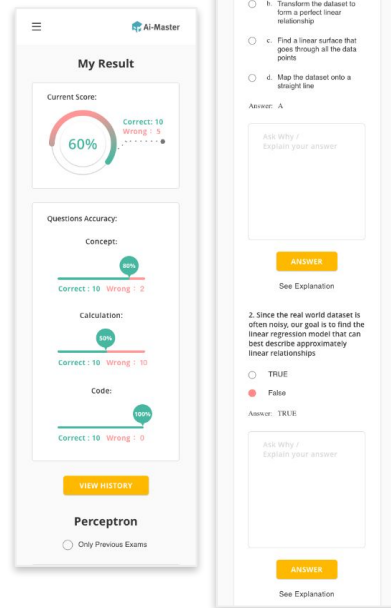 Ai-Master
My Result
Current Score:
60%
Correct: 10
Wrong : 5
Questions Accuracy:
Concept:
80%
Correct : 10 Wrong : 2
Calculation:
50%
Correct : 10 Wrong : 10
Code:
100%
Correct : 10 Wrong : 0
VIEW HISTORY
Perceptron
Only Previous Exams
b. Transform the dataset to
form a perfect linear
relationship
c. Find a linear surface that
goes through all the data
points
d. Map the dataset onto a
straight line
Answer: A
Ask Why /
Explain your answer
ANSWER
See Explanation
2. Since the real world dataset is
often noisy, our goal is to find the
linear regression model that can
best describe approximately
linear relationships
TRUE
False
Answer: TRUE
Ask Why /
Explain your answer
ANSWER
See Explanation